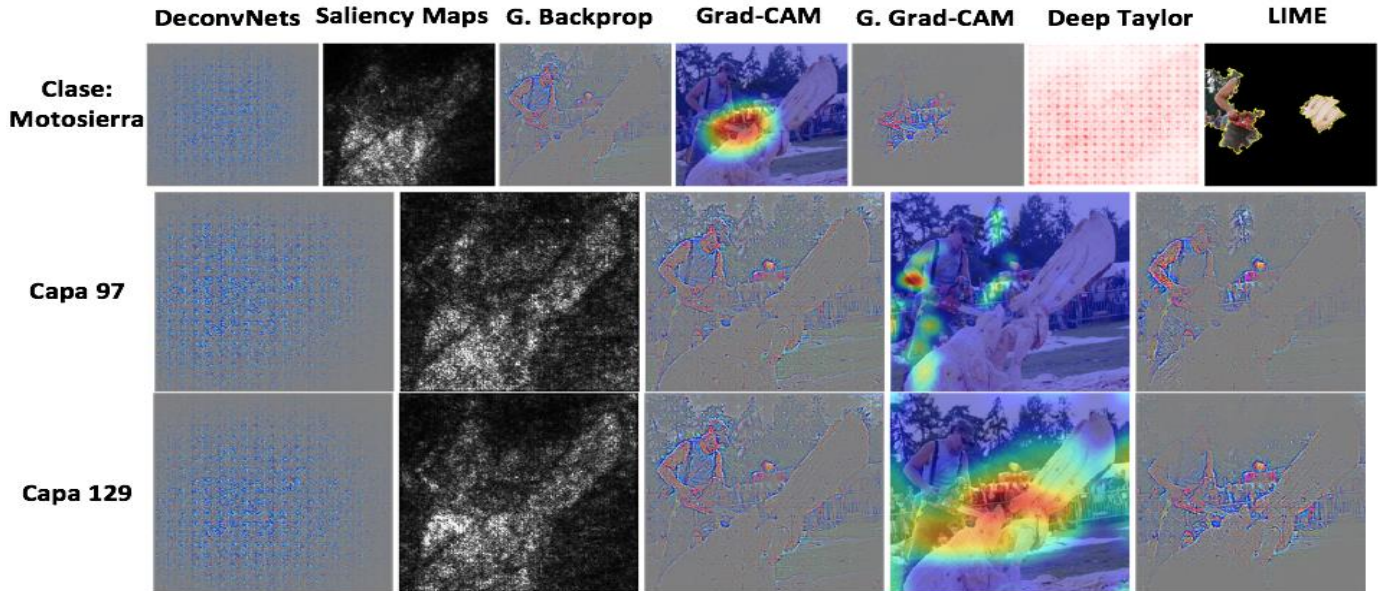 DeconvNets Saliency Maps G. Backprop Grad-CAM G. Grad-CAM Deep Taylor LIME
Clase:
Motosierra
Capa 97
Capa 129